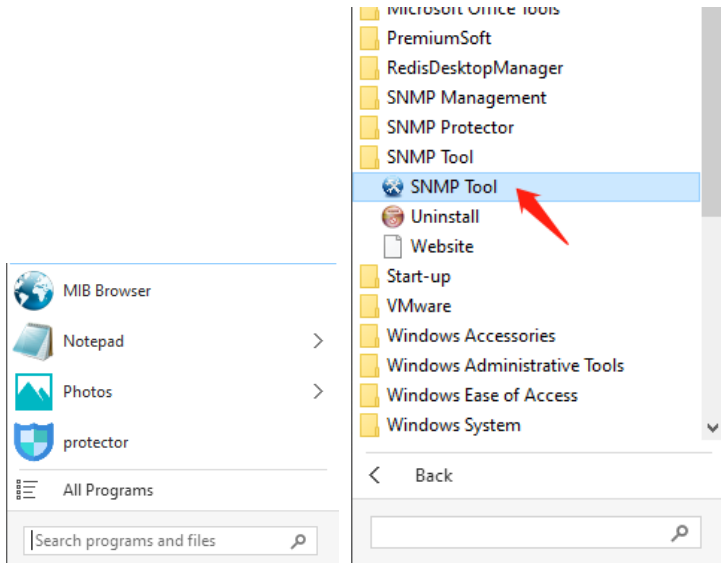 MIB Browser
Notepad
Photos
protector
All Programs
Search programs and files
Microsoft Office Tools
PremiumSoft
RedisDesktopManager
SNMP Management
SNMP Protector
SNMP Tool
SNMP Tool
Uninstall
Website
Start-up
VMware
Windows Accessories
Windows Administrative Tools
Windows Ease of Access
Windows System
Back